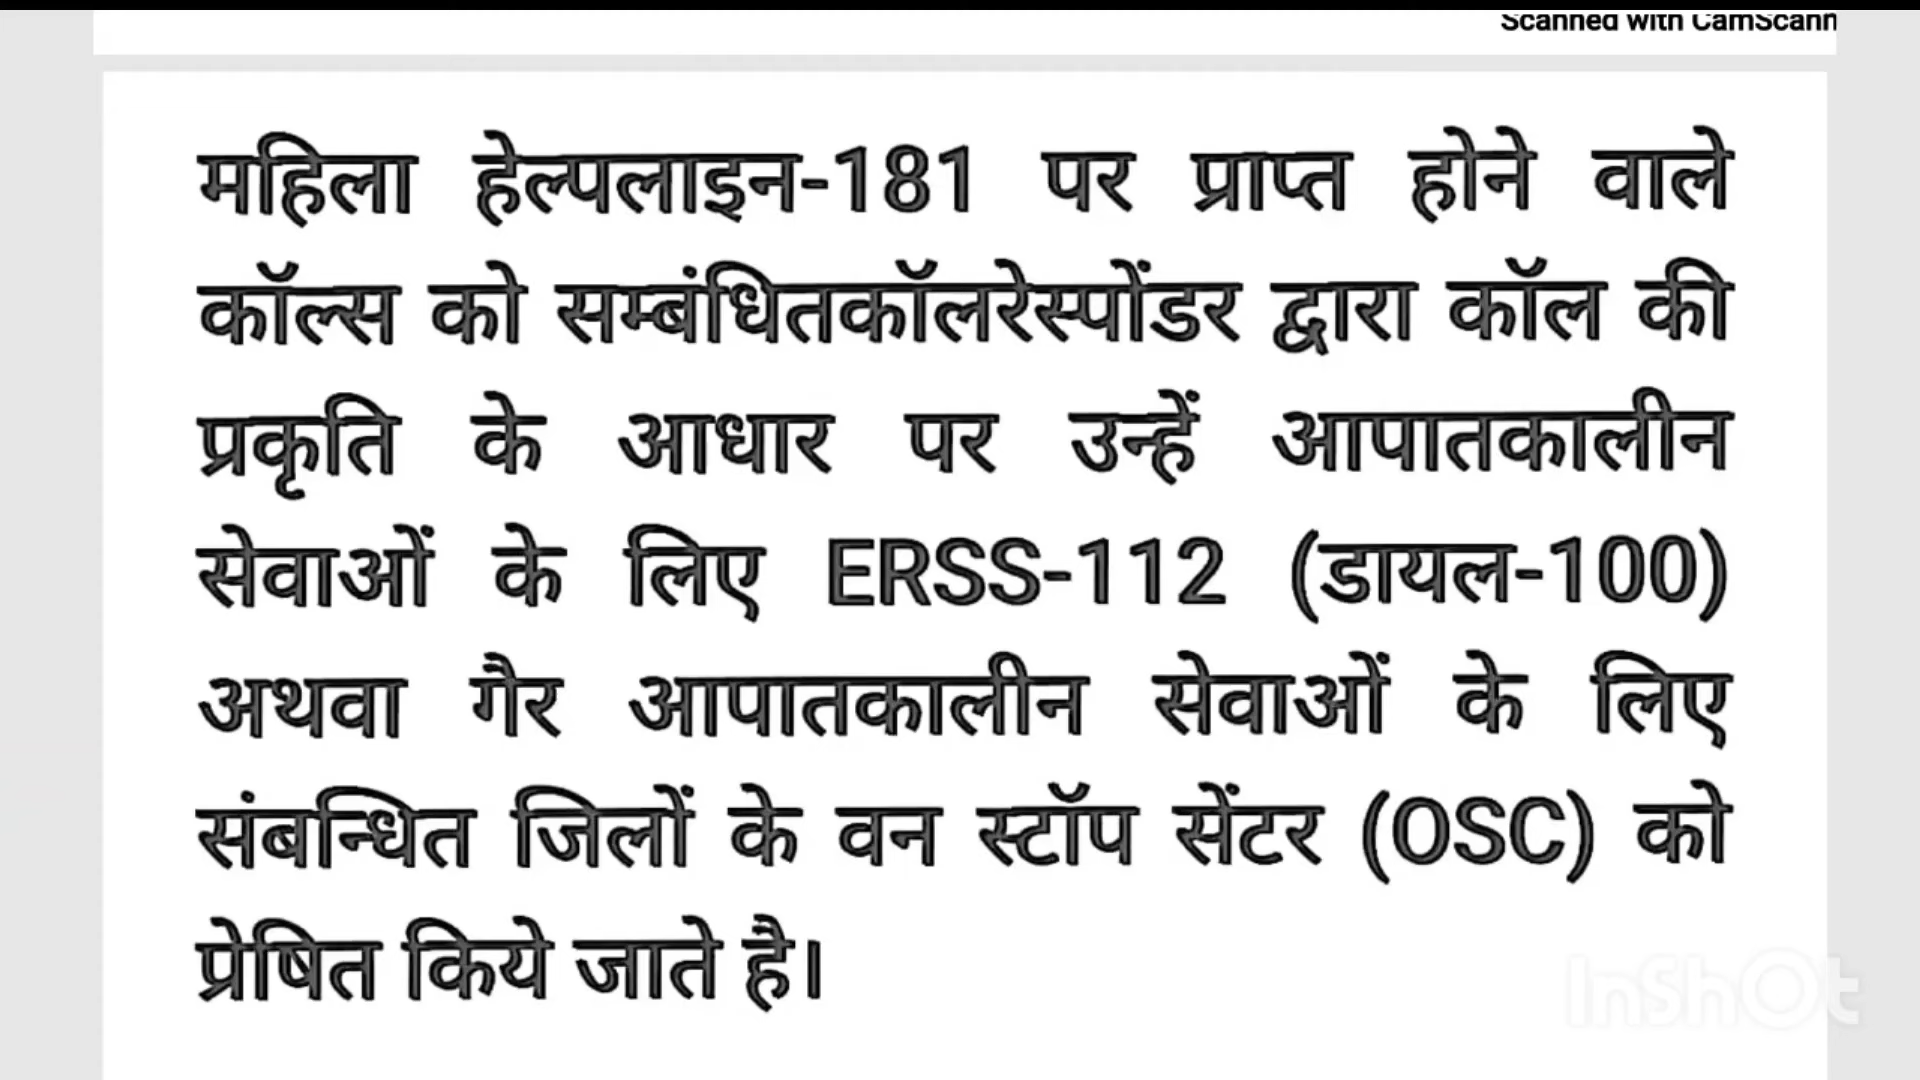 Scanned with CamScann
महिला हेल्पलाइन-181 पर प्राप्त होने वाले
कॉल्स को सम्बंधितकॉलरेस्पोंडर द्वारा कॉल की
प्रकृति के आधार पर उन्हें आपातकालीन
सेवाओं के लिए ERSS-112 (डायल-100)
अथवा गैर आपातकालीन सेवाओं के लिए
संबन्धित जिलों के वन स्टॉप सेंटर (OSC) को
प्रेषित किये जाते है।
InShOt